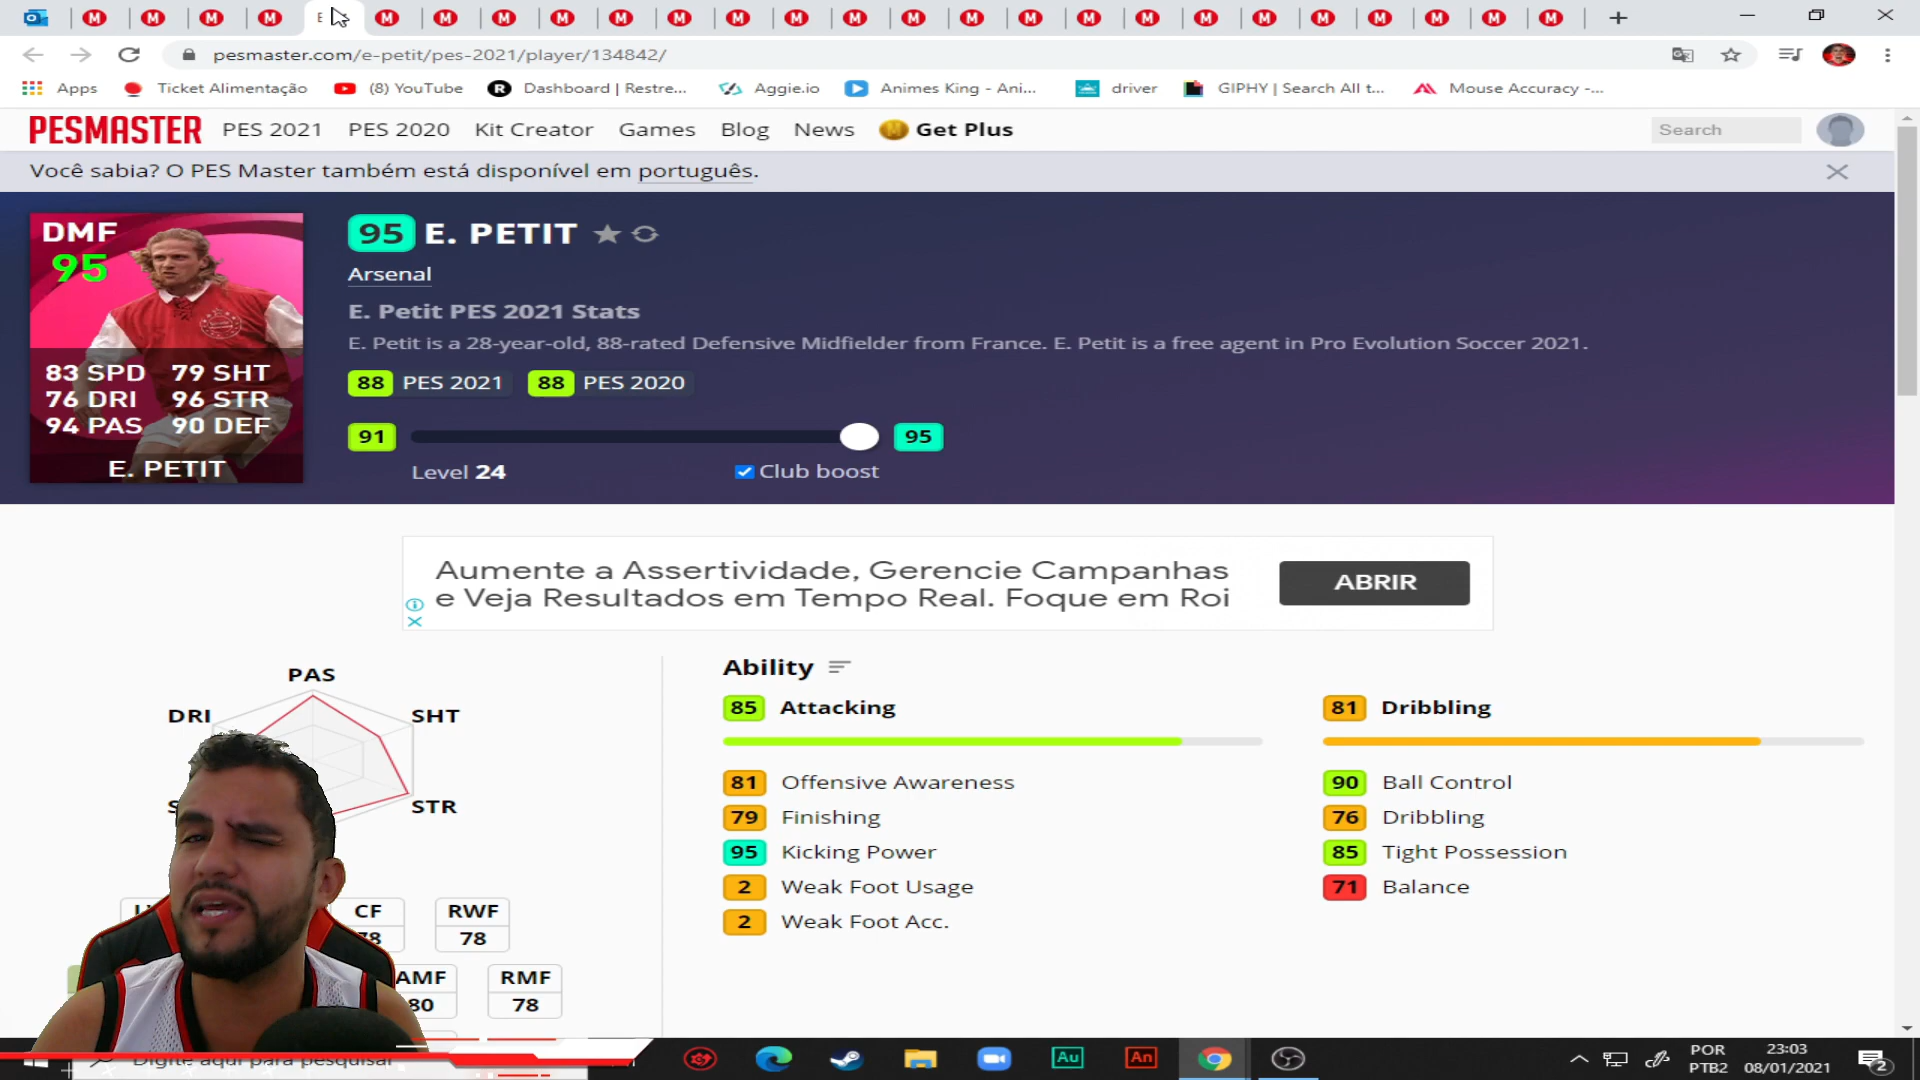 E
pesmaster.com/e-petit/pes-2021/player/134842/
Apps
Ticket Alimentação
(8) YouTube
Dashboard | Restre...
Aggie.io
Animes King - Ani...
driver
GIPHY | Search All t...
Mouse Accuracy -...
PESMASTER
PES 2021
PES 2020
Kit Creator
Games
Blog
News
Get Plus
Search
Você sabia? O PES Master também está disponível em português.
DMF
95
83 SPD 79 SHT
76 DRI 96 STR
94 PAS 90 DEF
E. PETIT
95 E. PETIT
Arsenal
E. Petit PES 2021 Stats
E. Petit is a 28-year-old, 88-rated Defensive Midfielder from France. E. Petit is a free agent in Pro Evolution Soccer 2021.
88 PES 2021 88 PES 2020
91 95
Level 24 Club boost
Aumente a Assertividade, Gerencie Campanhas
e Veja Resultados em Tempo Real. Foque em Roi
ABRIR
PAS
DRI
SHT
STR
CF
RWF
78
AMF
80
RMF
78
Ability
85 Attacking
81 Offensive Awareness
79 Finishing
95 Kicking Power
2 Weak Foot Usage
2 Weak Foot Acc.
81 Dribbling
90 Ball Control
76 Dribbling
85 Tight Possession
71 Balance
Digite aqui para pesquisar
Au
An
POR
PTB2
23:03
08/01/2021
2